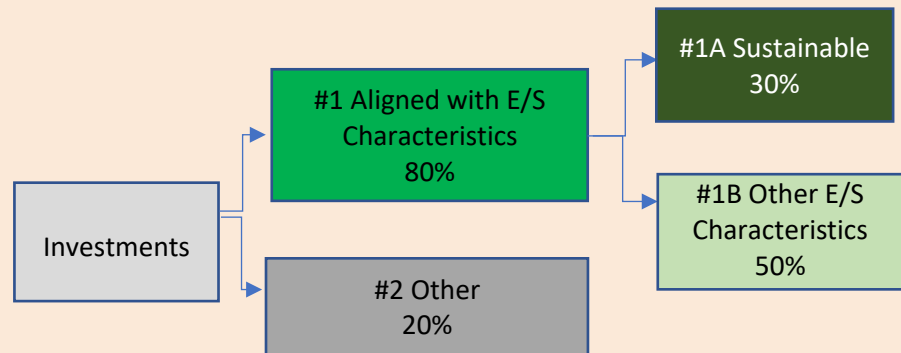 #1A Sustainable
30%
#1 Aligned with E/S
Characteristics
80%
#1B Other E/S
Characteristics
50%
Investments
#2 Other
20%